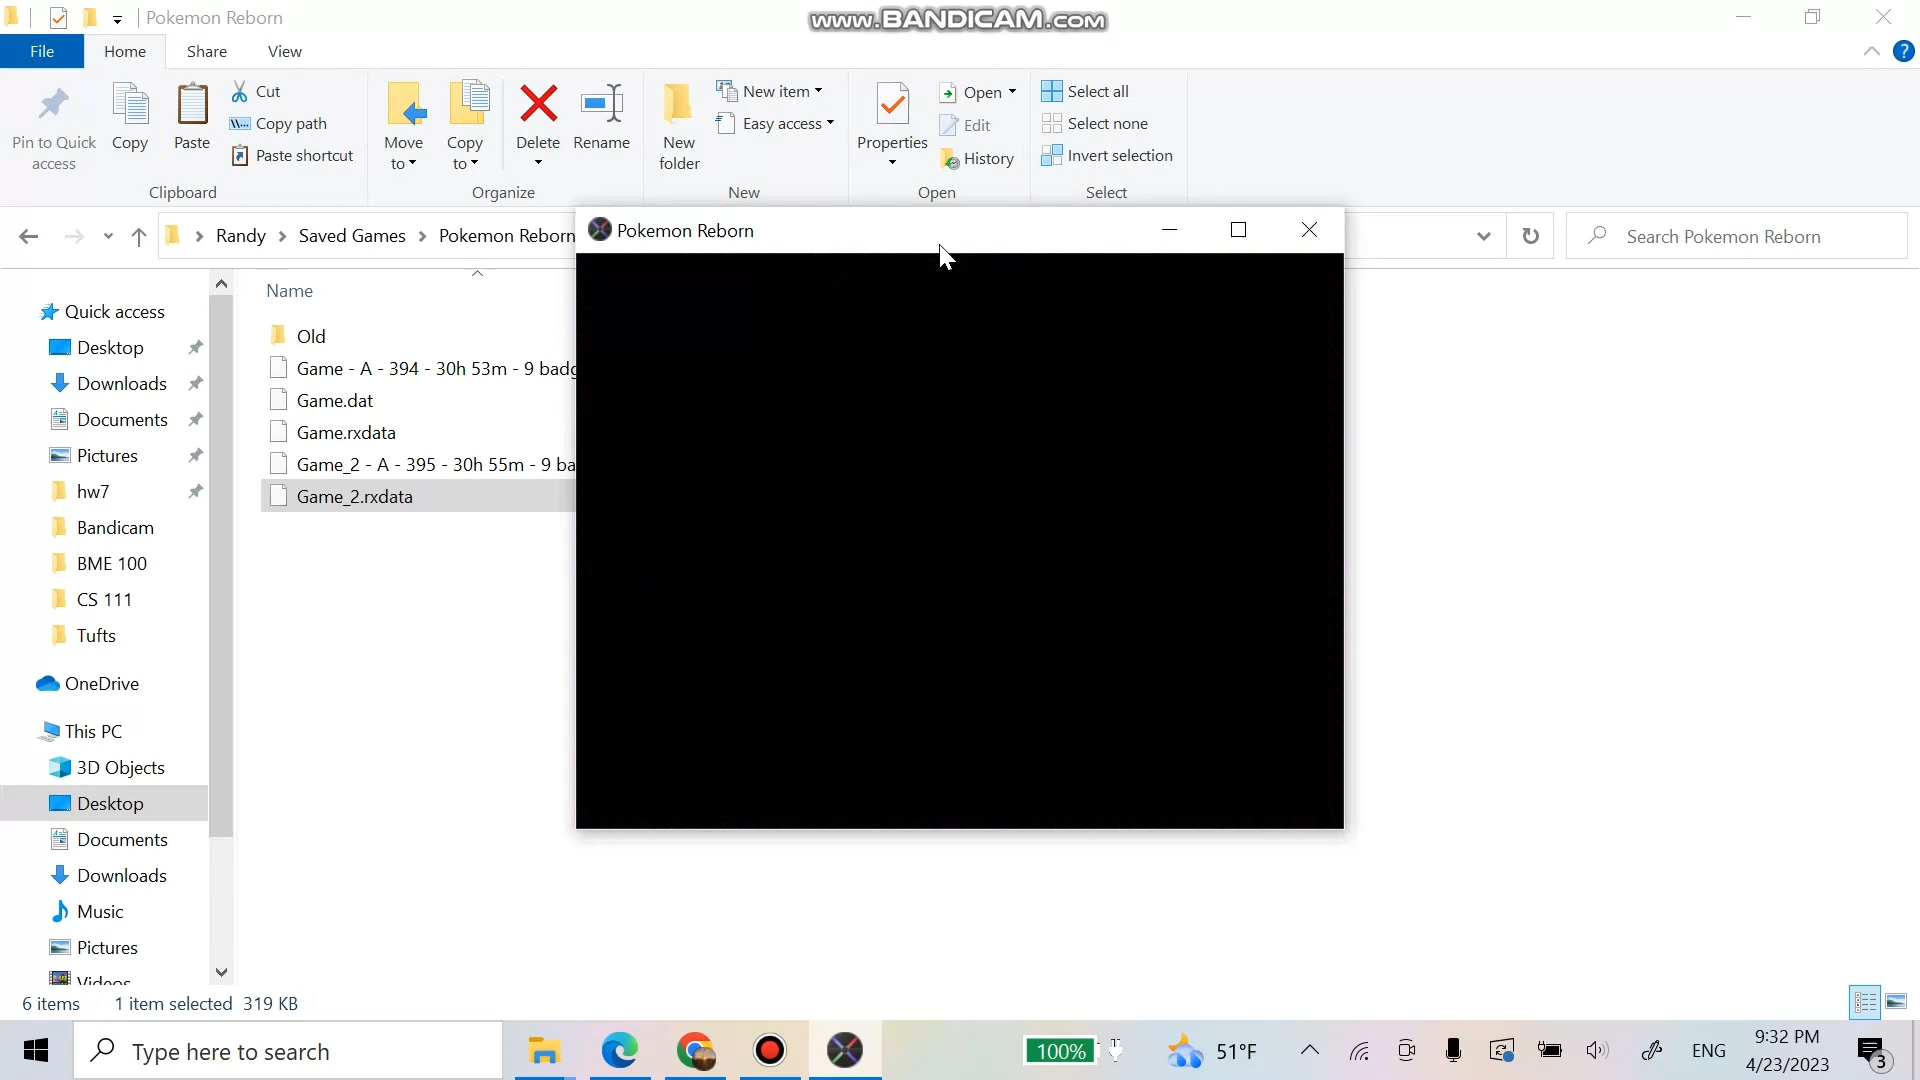 Pokemon Reborn
www.BANDICAM.COM
File
Home
Share
View
Pin to Quick access
Copy
Paste
Cut
Copy path
Paste shortcut
Clipboard
Move to
Copy to
Delete
Rename
Organize
New folder
New item
Easy access
New
Properties
Open
Edit
History
Open
Select all
Select none
Invert selection
Select
Randy
Saved Games
Pokemon Reborn
Pokemon Reborn
Search Pokemon Reborn
Name
Quick access
Desktop
Downloads
Documents
Pictures
hw7
Bandicam
BME 100
CS 111
Tufts
OneDrive
This PC
3D Objects
Desktop
Documents
Downloads
Music
Pictures
Videos
Old
Game - A - 394 - 30h 53m - 9 badg
Game.dat
Game.rxdata
Game_2 - A - 395 - 30h 55m - 9 ba
Game_2.rxdata
6 items
1 item selected 319 KB
Type here to search
100%
51°F
ENG
9:32 PM
4/23/2023
3